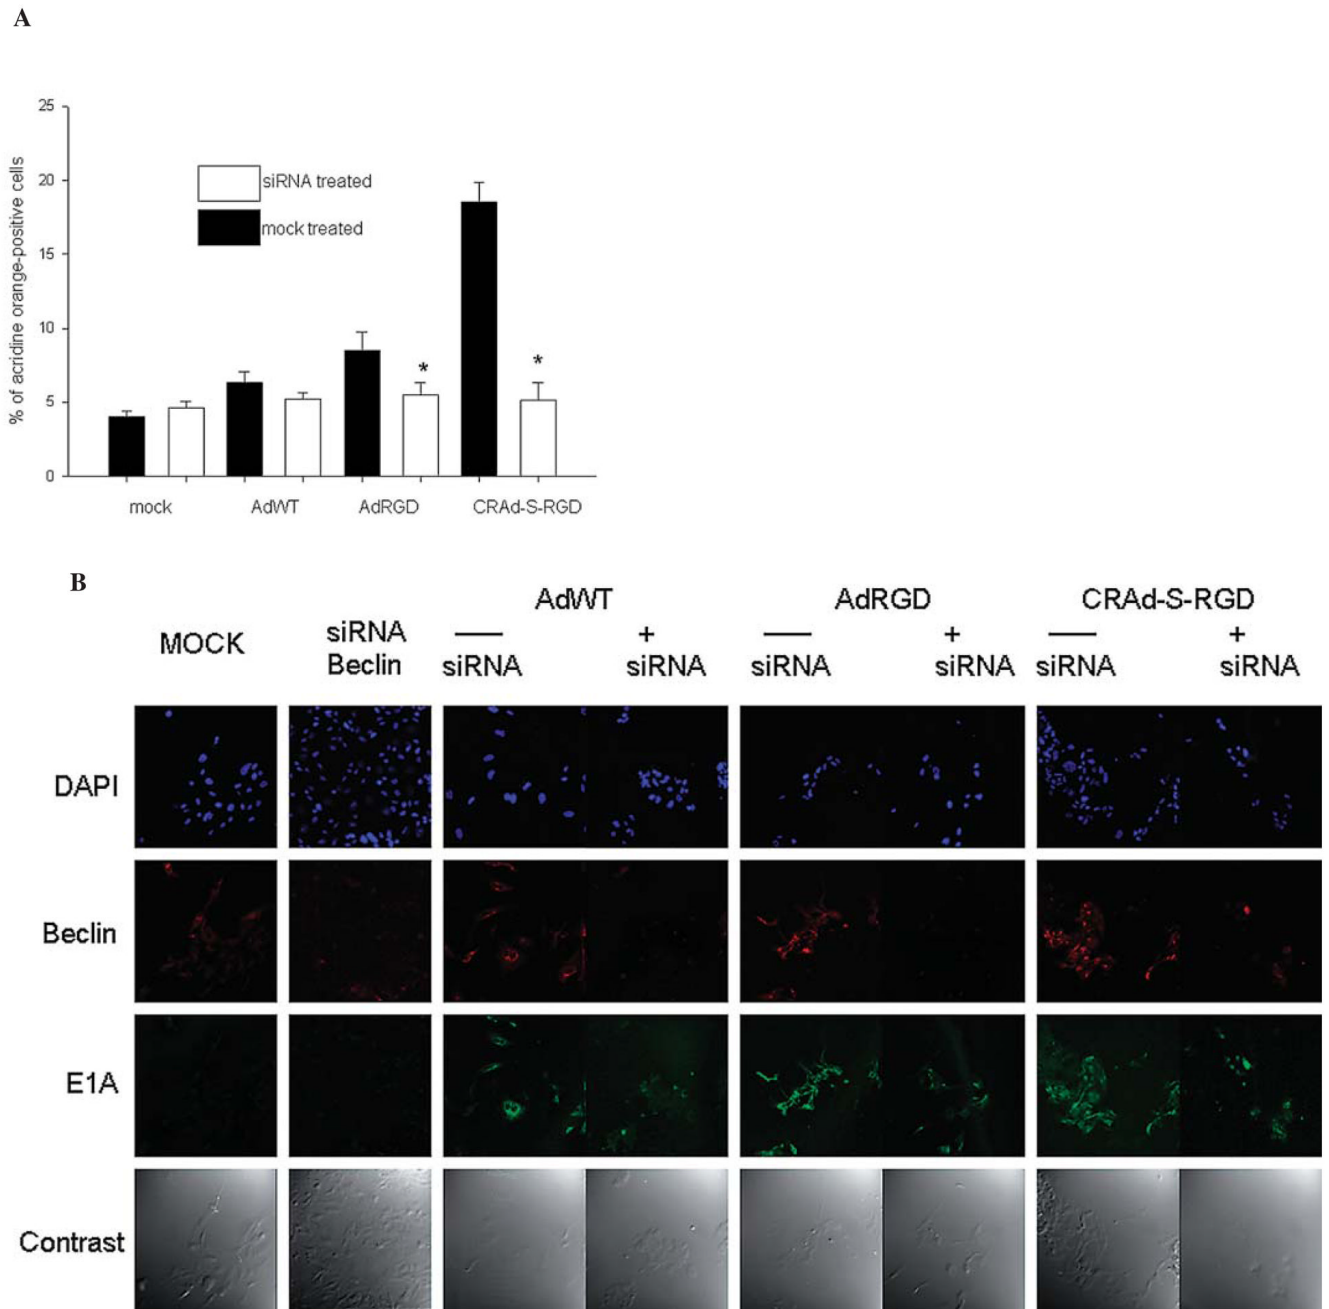 A
25
20
15
10
5
0
% of acridine orange-positive cells
siRNA treated
mock treated
*
*
mock AdWT AdRGD CRAd-S-RGD
B
AdWT AdRGD CRAd-S-RGD
MOCK siRNA Beclin — siRNA + siRNA — siRNA + siRNA — siRNA + siRNA
DAPI
Beclin
E1A
Contrast